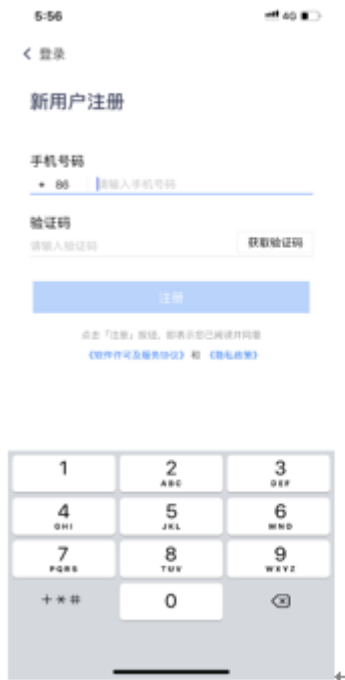 5:56 4G
登录
新用户注册
手机号码
+ 86 请输入手机号码
验证码
请输入验证码 获取验证码
注册
点击「注册」按钮，即表示您已阅读并同意
《软件许可及服务协议》 和 《隐私政策》
1 2 3
ABC DEF
4 5 6
GHI JKL MNO
7 8 9
PQRS TUV WXYZ
+ * # 0